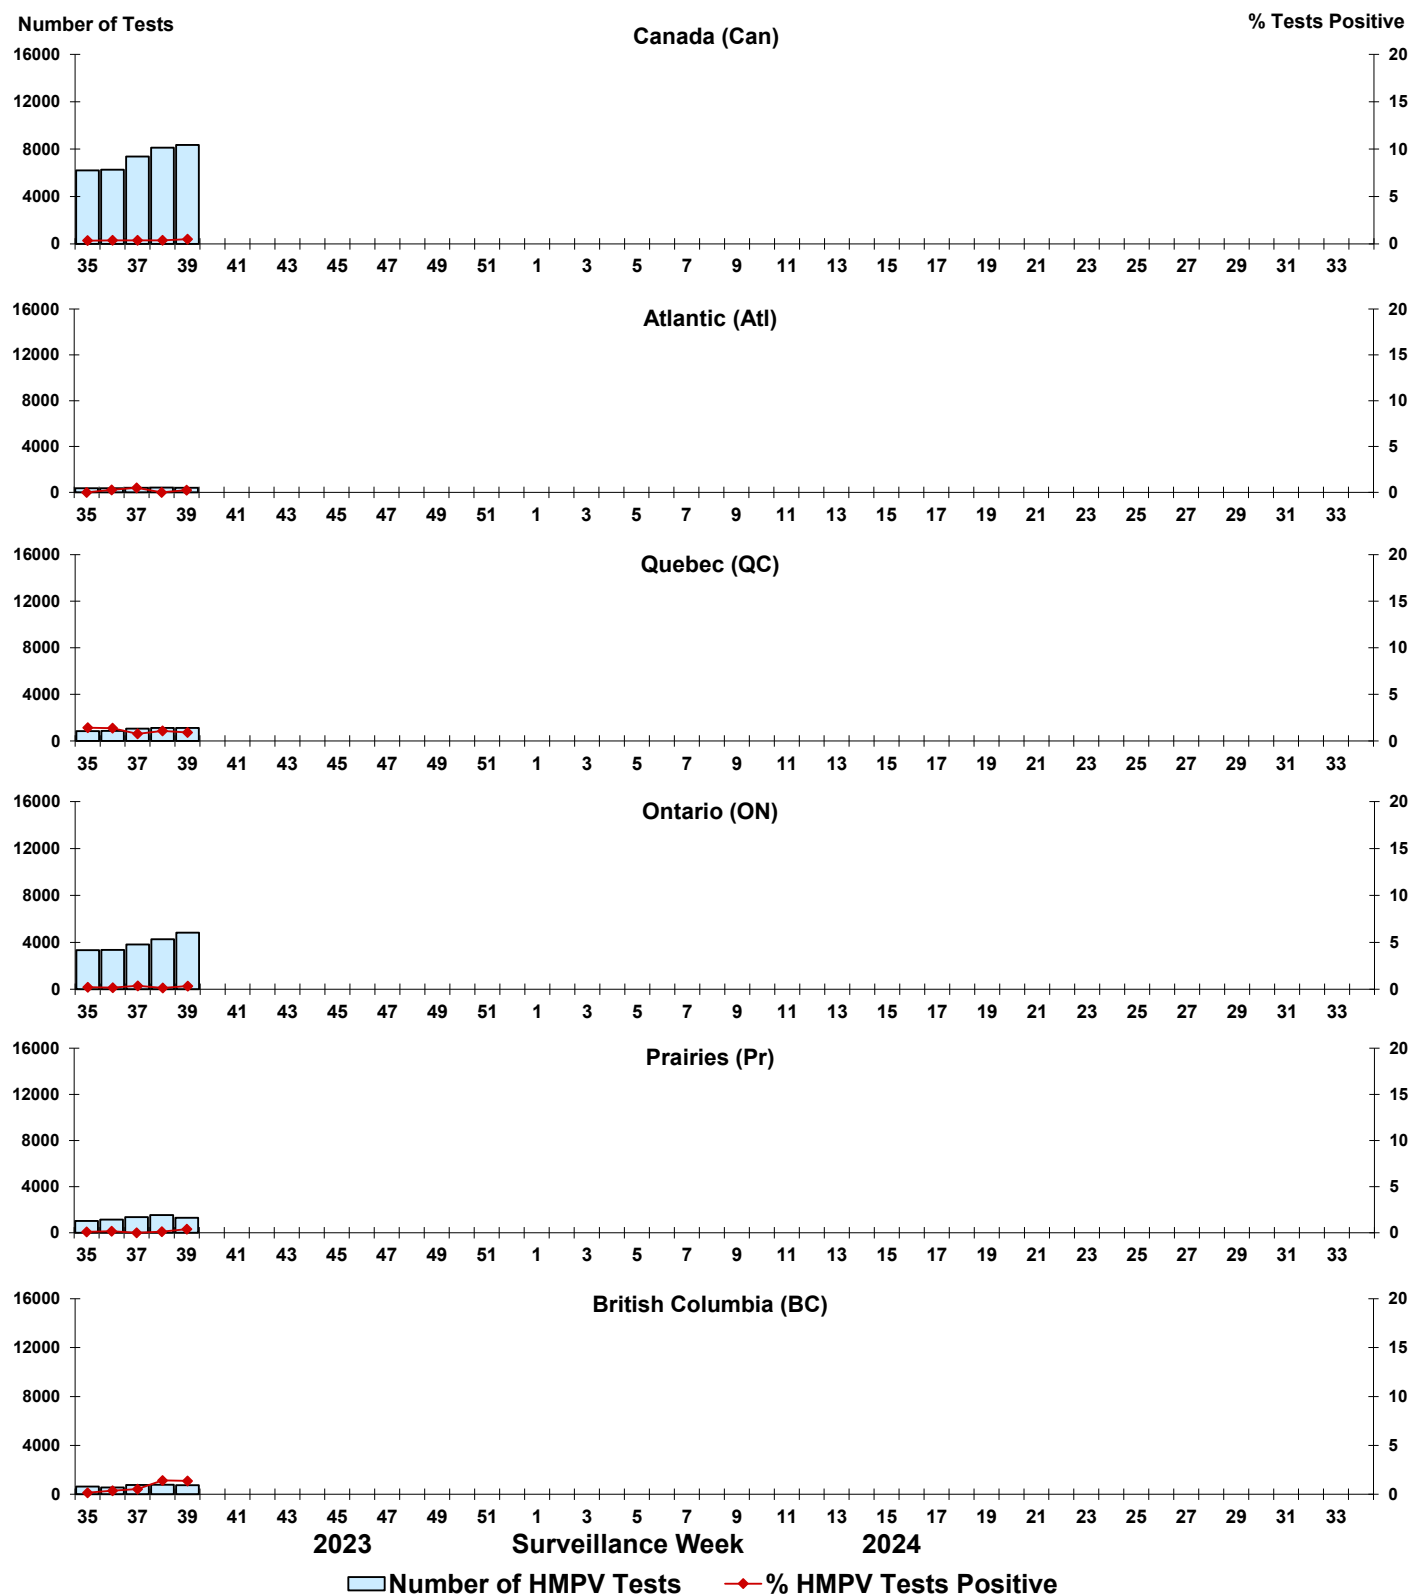 Number of Tests
% Tests Positive
Canada (Can)
16000 20
12000 15
8000 10
4000 5
0 0
35 37 39 41 43 45 47 49 51 1 3 5 7 9 11 13 15 17 19 21 23 25 27 29 31 33
Atlantic (Atl)
16000 20
12000 15
8000 10
4000 5
0 0
35 37 39 41 43 45 47 49 51 1 3 5 7 9 11 13 15 17 19 21 23 25 27 29 31 33
Quebec (QC)
16000 20
12000 15
8000 10
4000 5
0 0
35 37 39 41 43 45 47 49 51 1 3 5 7 9 11 13 15 17 19 21 23 25 27 29 31 33
Ontario (ON)
16000 20
12000 15
8000 10
4000 5
0 0
35 37 39 41 43 45 47 49 51 1 3 5 7 9 11 13 15 17 19 21 23 25 27 29 31 33
Prairies (Pr)
16000 20
12000 15
8000 10
4000 5
0 0
35 37 39 41 43 45 47 49 51 1 3 5 7 9 11 13 15 17 19 21 23 25 27 29 31 33
British Columbia (BC)
16000 20
12000 15
8000 10
4000 5
0 0
35 37 39 41 43 45 47 49 51 1 3 5 7 9 11 13 15 17 19 21 23 25 27 29 31 33
2023 Surveillance Week 2024
Number of HMPV Tests % HMPV Tests Positive